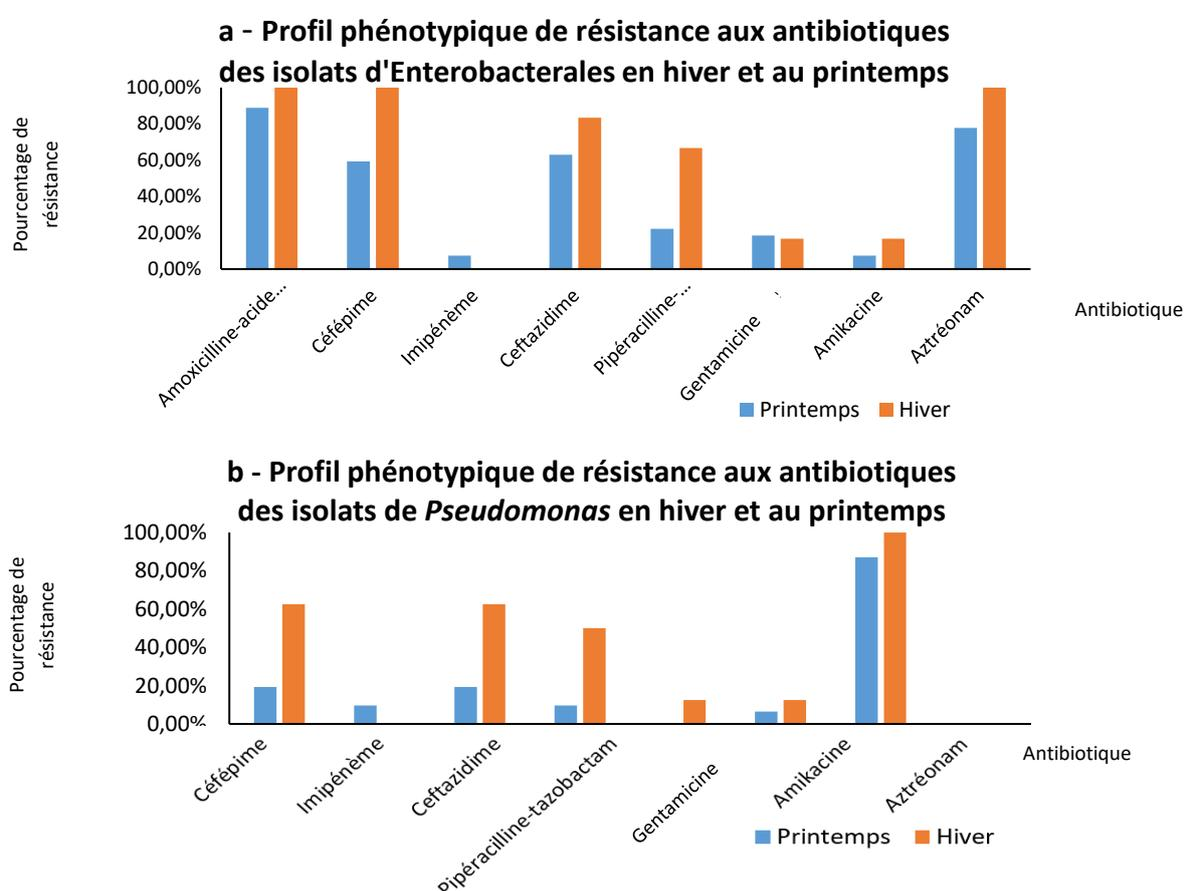 a - Profil phénotypique de résistance aux antibiotiques
des isolats d'Enterobacterales en hiver et au printemps
Pourcentage de
résistance
100,00%
80,00%
60,00%
40,00%
20,00%
0,00%
Amoxicilline-acide...
Céfépime
Imipénème
Ceftazidime
Pipéracilline-...
Gentamicine
Amikacine
Aztréonam
Antibiotique
Printemps Hiver
b - Profil phénotypique de résistance aux antibiotiques
des isolats de Pseudomonas en hiver et au printemps
Pourcentage de
résistance
100,00%
80,00%
60,00%
40,00%
20,00%
0,00%
Céfépime
Imipénème
Ceftazidime
Pipéracilline-tazobactam
Gentamicine
Amikacine
Aztréonam
Antibiotique
Printemps Hiver